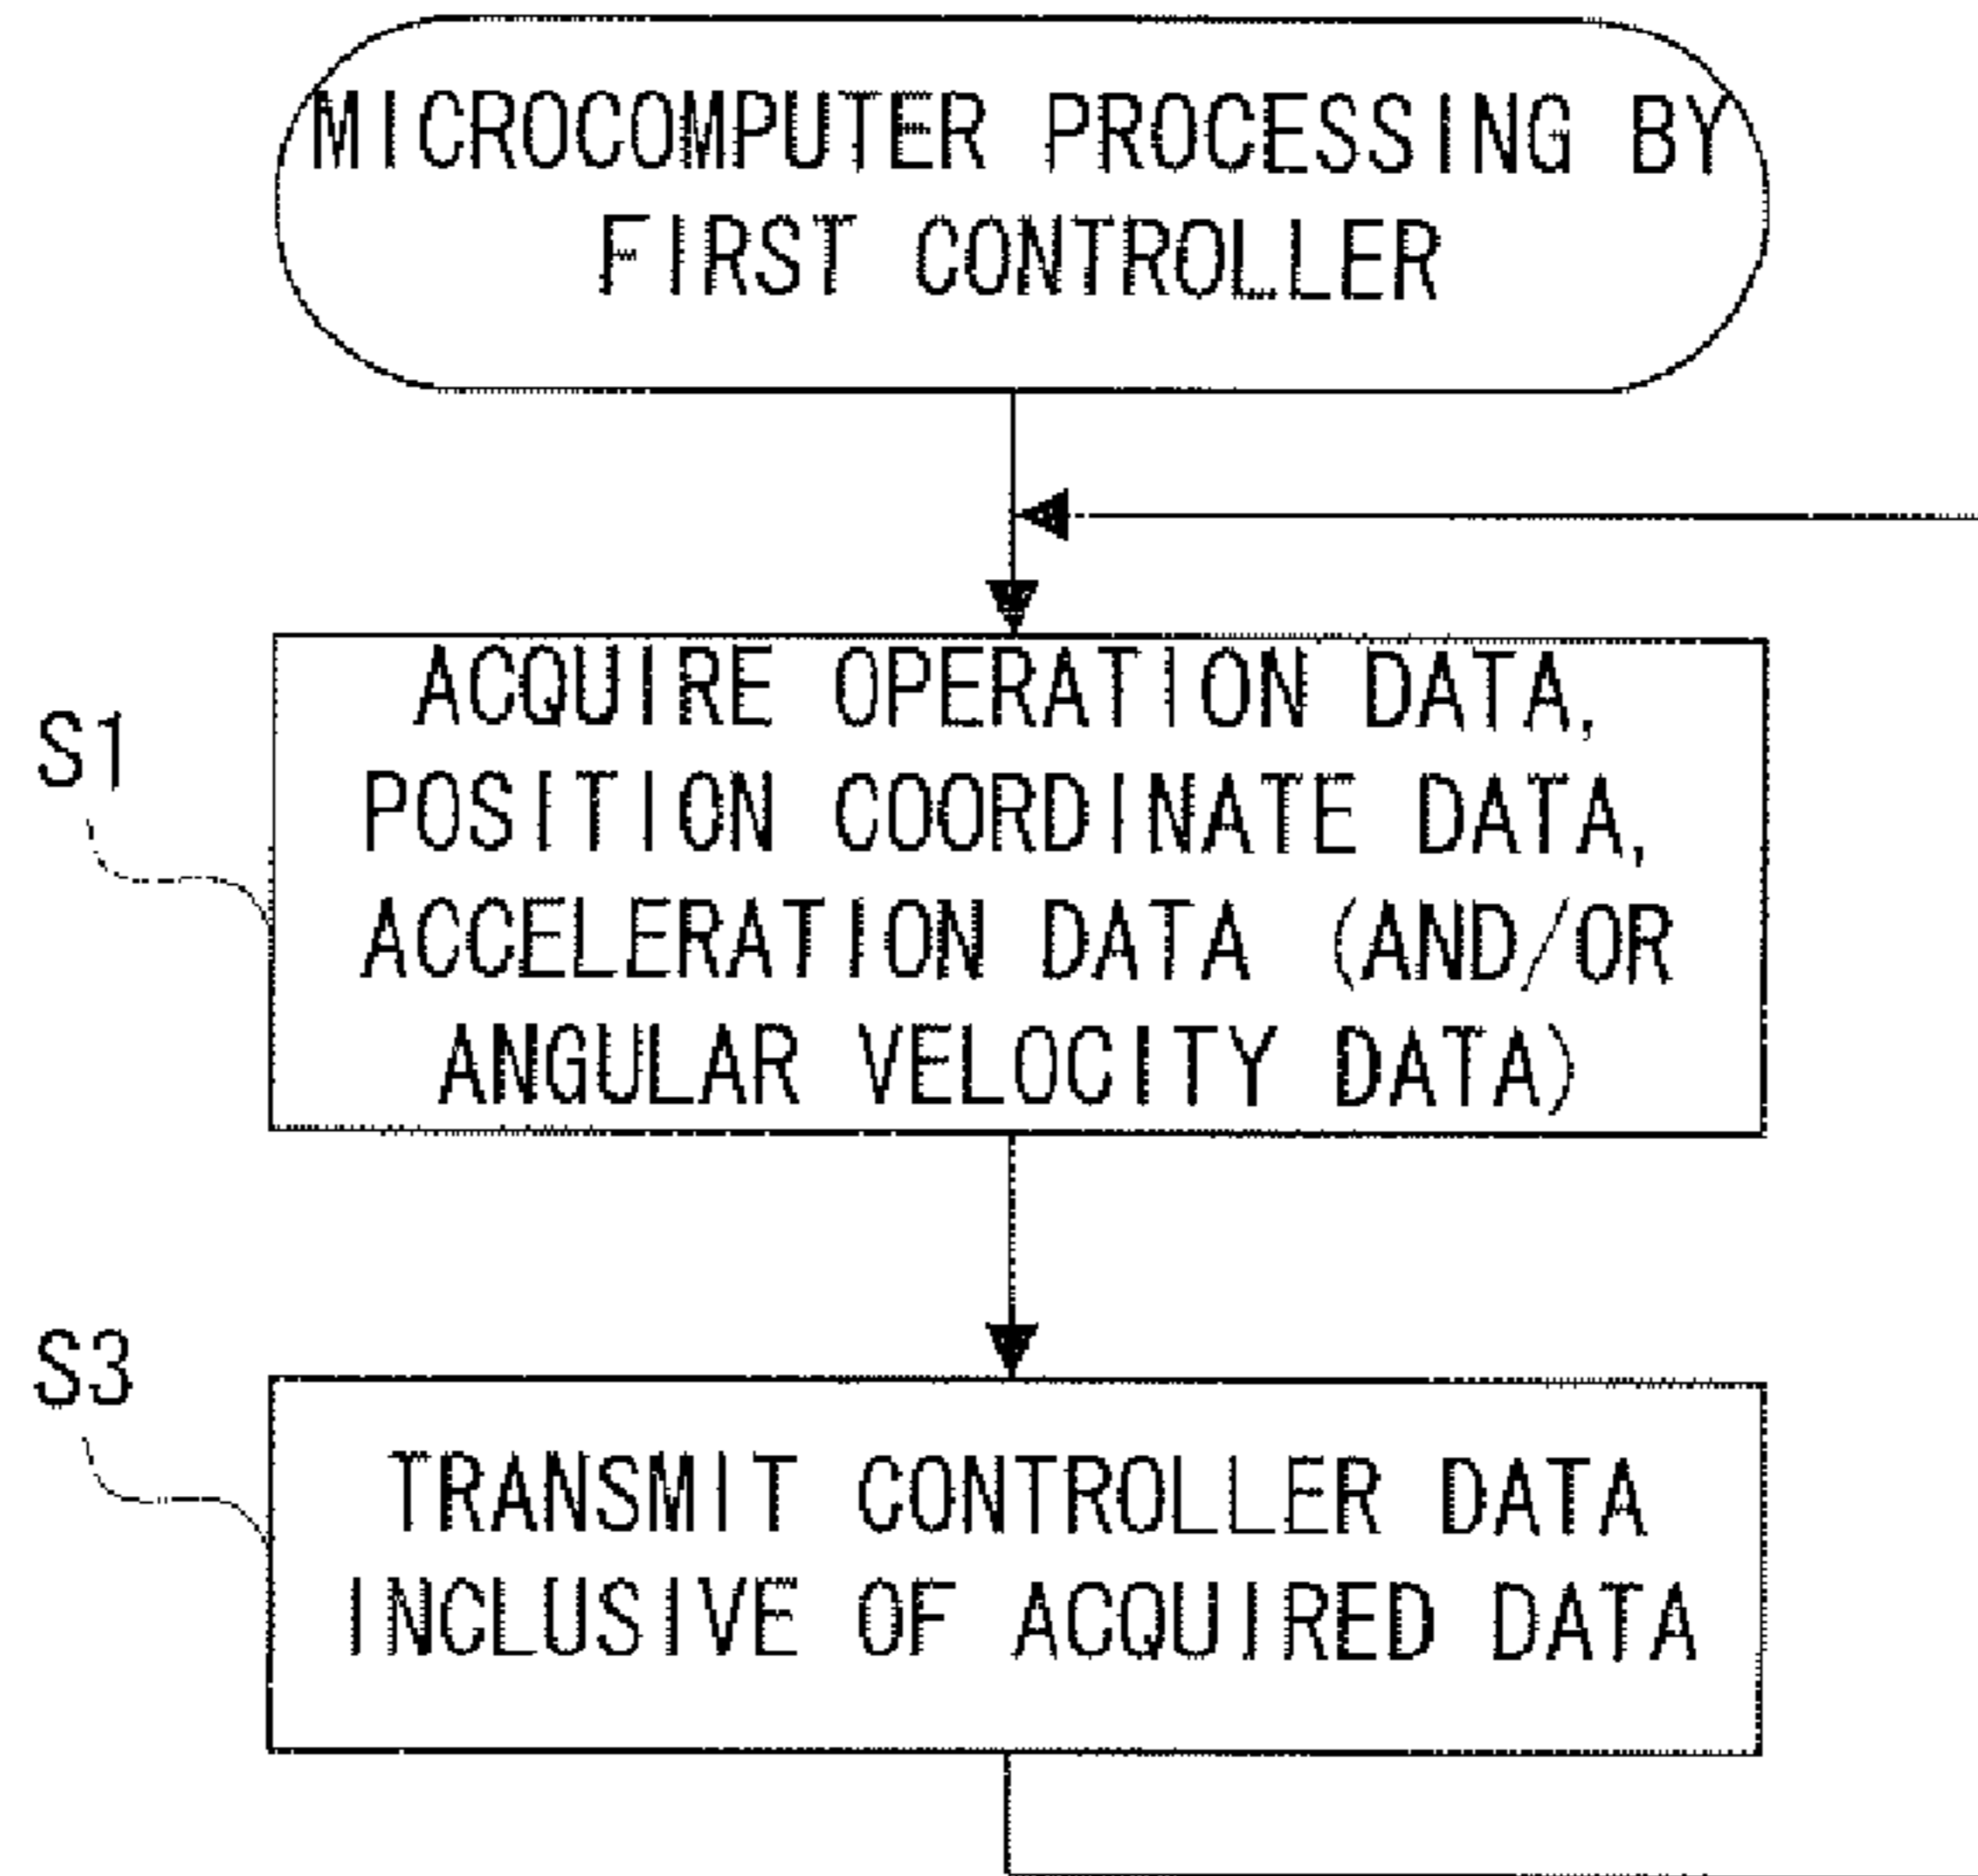 MICROCOMPUTER PROCESSING BY
FIRST CONTROLLER
S1
ACQUIRE OPERATION DATA,
POSITION COORDINATE DATA,
ACCELERATION DATA (AND/OR
ANGULAR VELOCITY DATA)
S3
TRANSMIT CONTROLLER DATA
INCLUSIVE OF ACQUIRED DATA